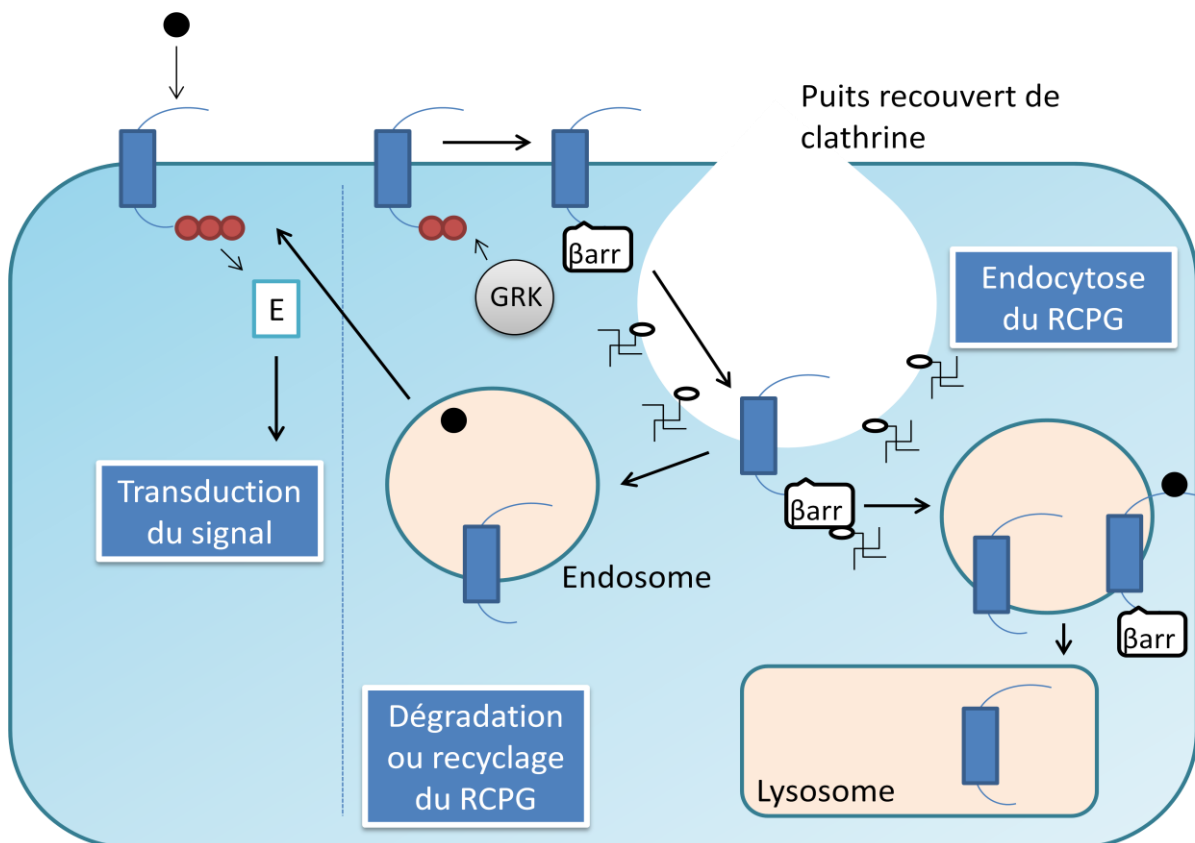 Puits recouvert de
clathrine
βarr
GRK
E
Endocytose
du RCPG
Transduction
du signal
βarr
Endosome
βarr
Dégradation
ou recyclage
du RCPG
Lysosome